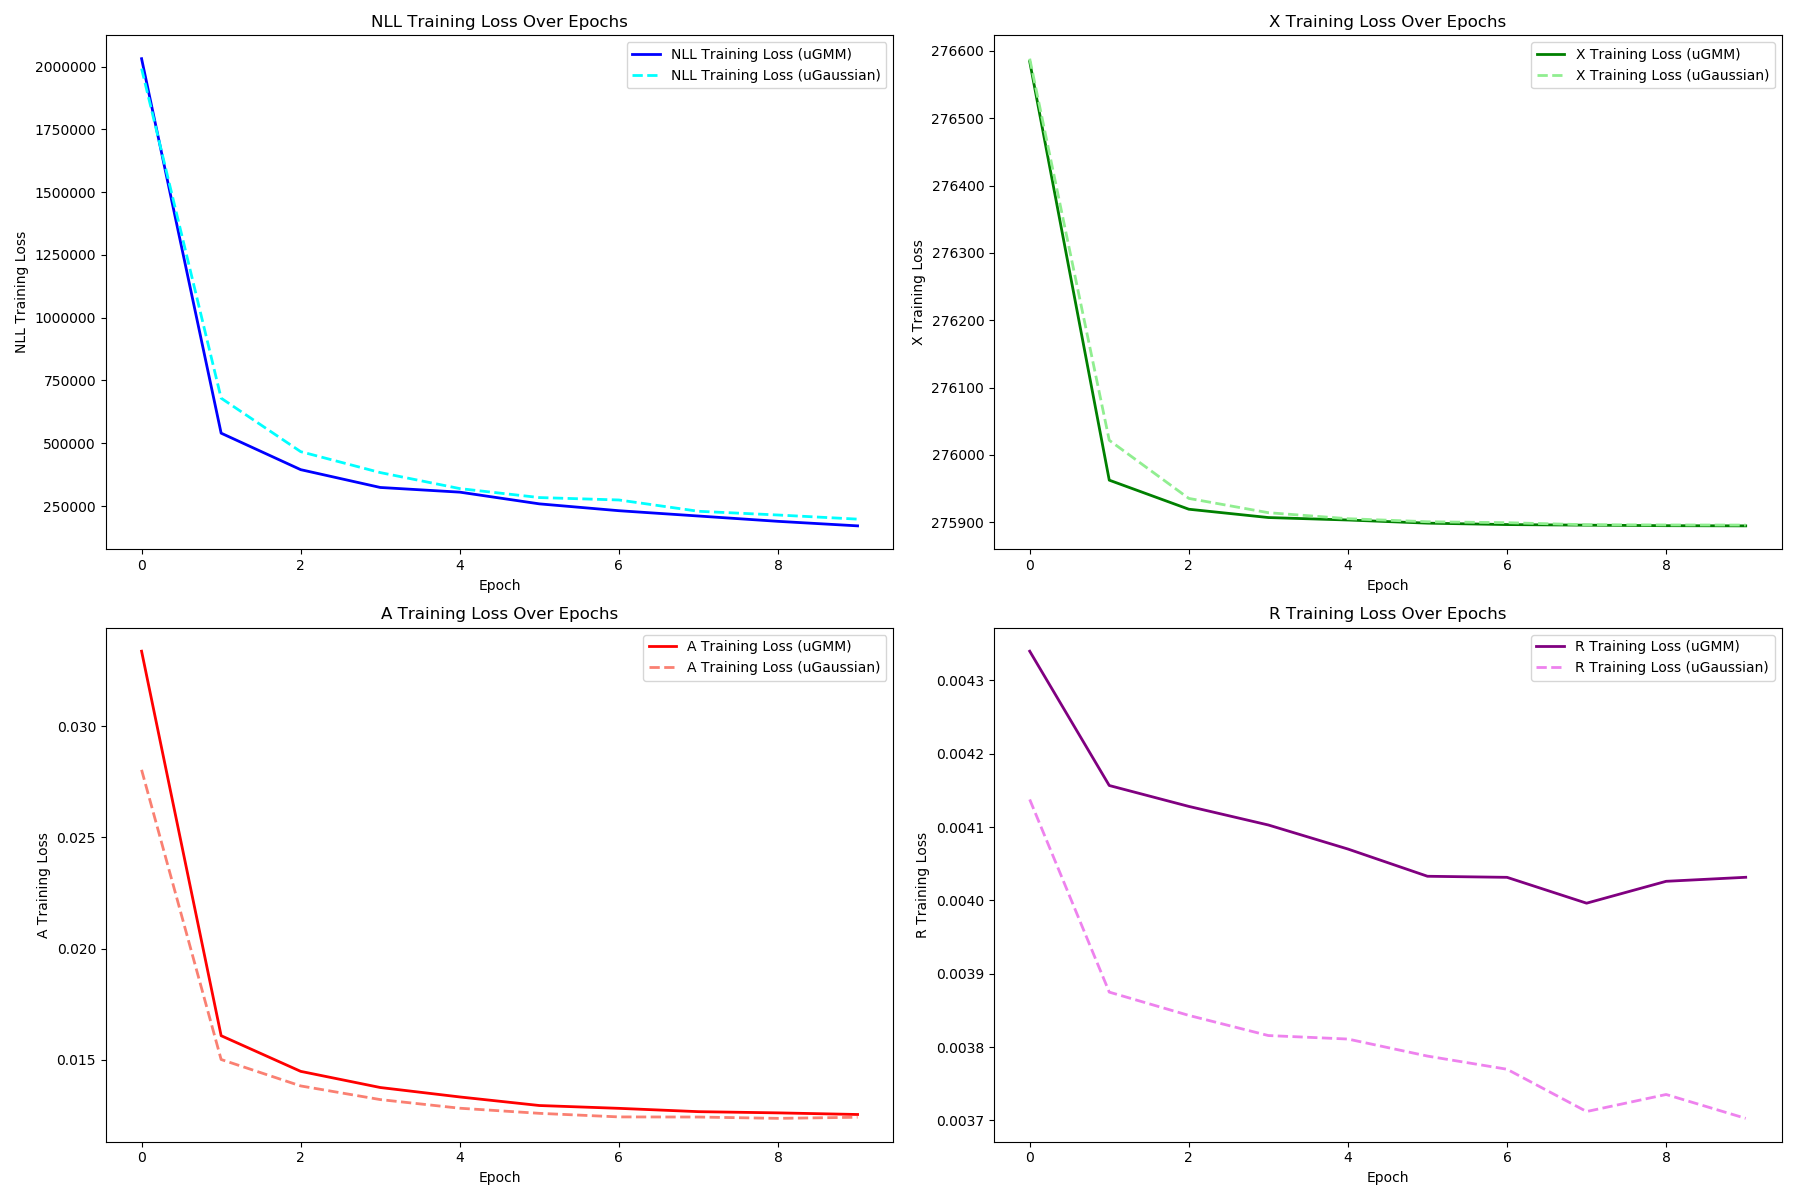 NLL Training Loss Over Epochs
NLL Training Loss (uGMM)
NLL Training Loss (uGaussian)
2000000
1750000
1500000
1250000
1000000
750000
500000
250000
NLL Training Loss
0 2 4 6 8
Epoch
X Training Loss Over Epochs
X Training Loss (uGMM)
X Training Loss (uGaussian)
276600
276500
276400
276300
276200
276100
276000
275900
X Training Loss
0 2 4 6 8
Epoch
A Training Loss Over Epochs
A Training Loss (uGMM)
A Training Loss (uGaussian)
0.030
0.025
0.020
0.015
A Training Loss
0 2 4 6 8
Epoch
R Training Loss Over Epochs
R Training Loss (uGMM)
R Training Loss (uGaussian)
0.0043
0.0042
0.0041
0.0040
0.0039
0.0038
0.0037
R Training Loss
0 2 4 6 8
Epoch